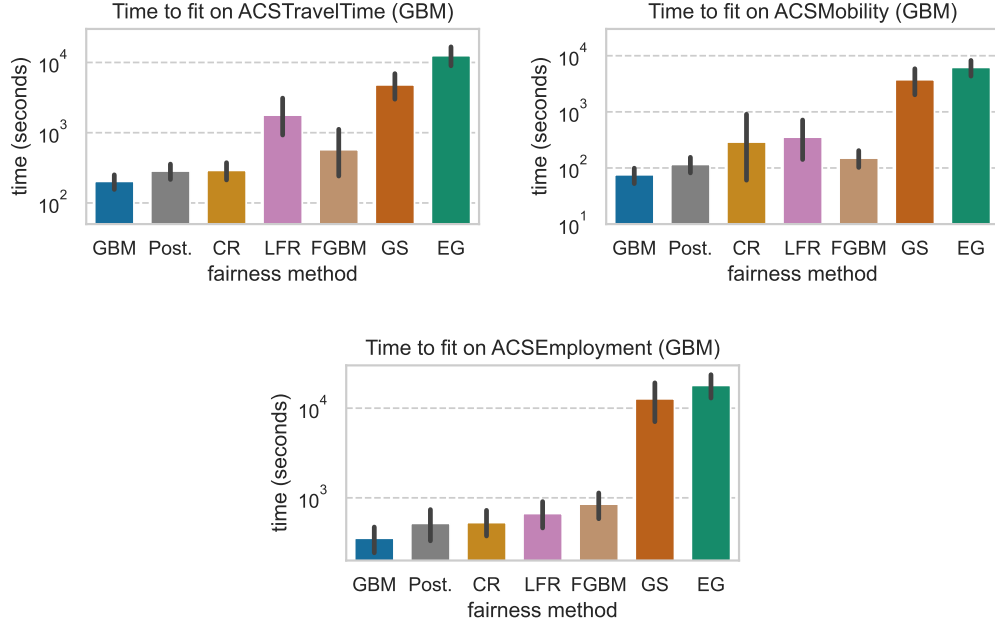 Time to fit on ACSTravelTime (GBM)
time (seconds)
10^4
10^3
10^2
GBM Post. CR LFR FGBM GS EG
fairness method
Time to fit on ACSMobility (GBM)
time (seconds)
10^4
10^3
10^2
10^1
GBM Post. CR LFR FGBM GS EG
fairness method
Time to fit on ACSEmployment (GBM)
time (seconds)
10^4
10^3
GBM Post. CR LFR FGBM GS EG
fairness method